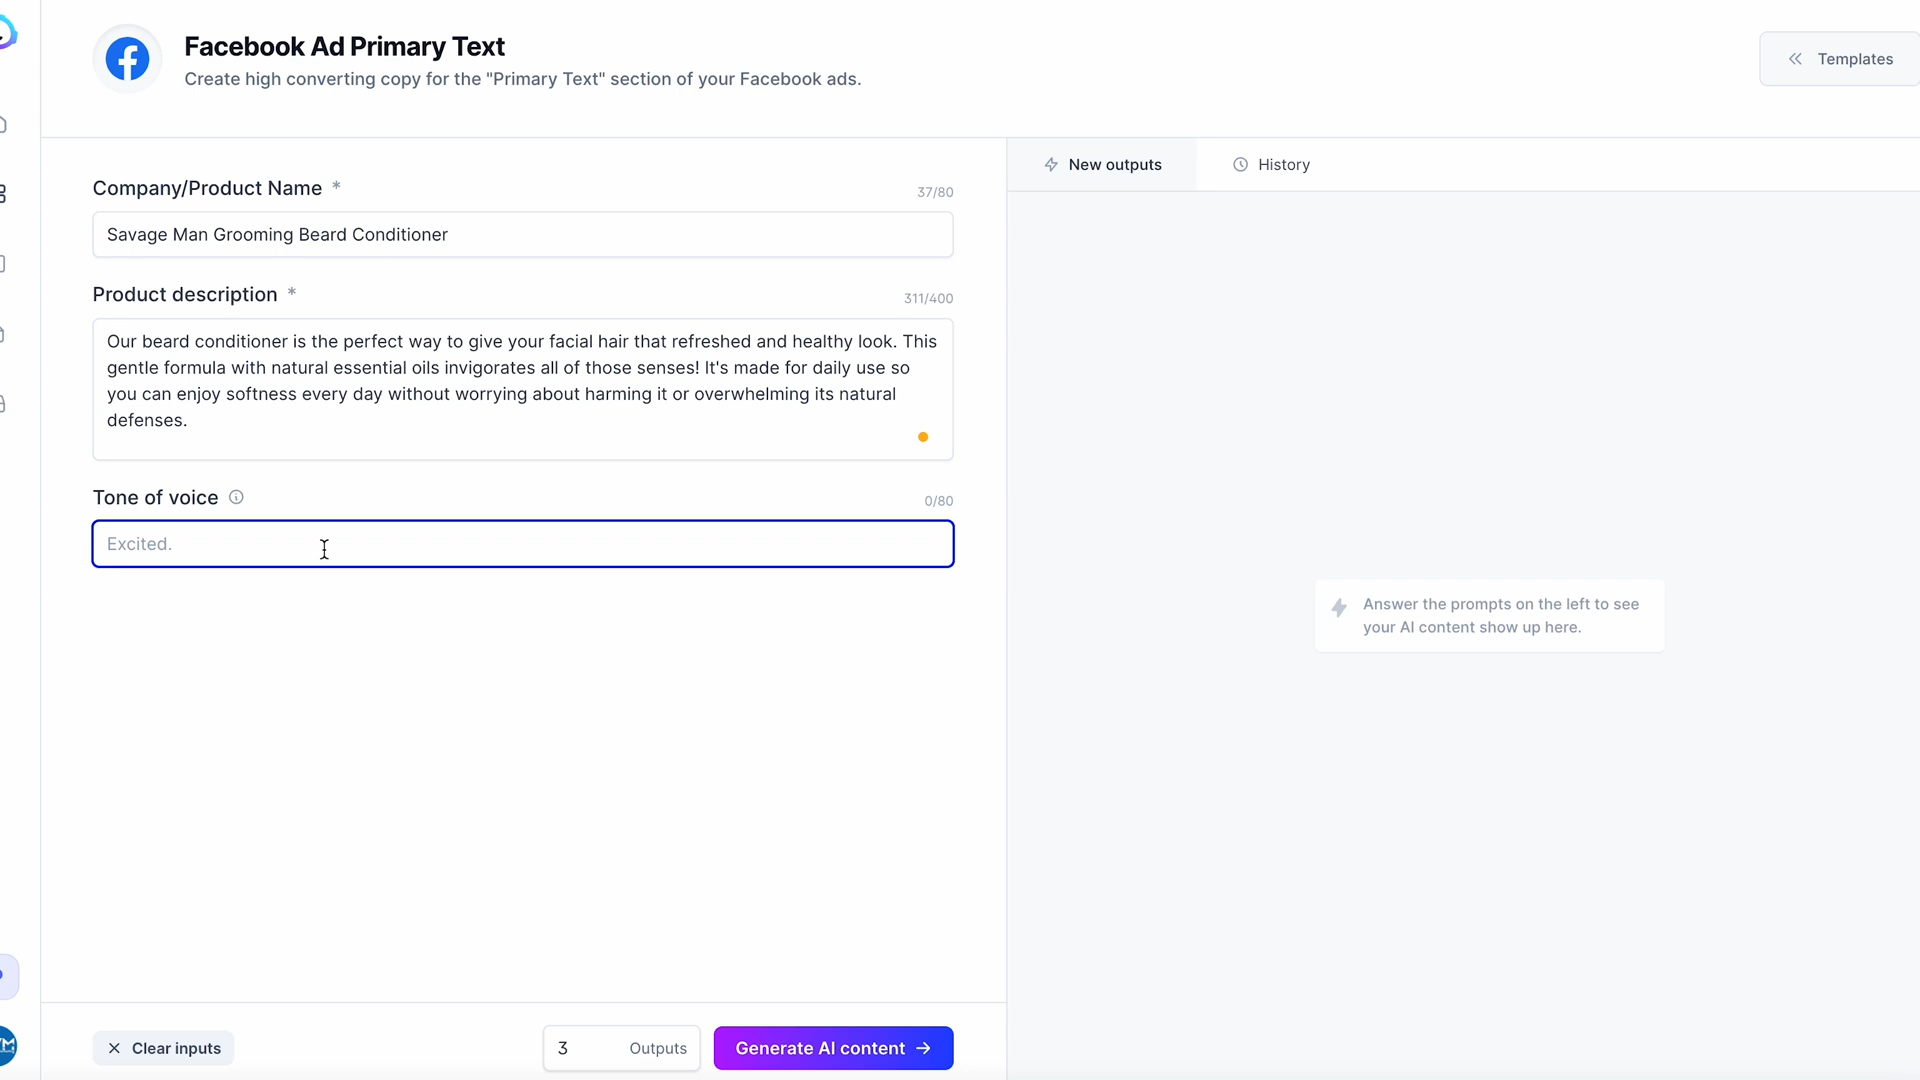 Facebook Ad Primary Text
Create high converting copy for the "Primary Text" section of your Facebook ads.
Templates
Company/Product Name *
37/80
Savage Man Grooming Beard Conditioner
Product description *
311/400
Our beard conditioner is the perfect way to give your facial hair that refreshed and healthy look. This
gentle formula with natural essential oils invigorates all of those senses! It's made for daily use so
you can enjoy softness every day without worrying about harming it or overwhelming its natural
defenses.
Tone of voice
0/80
Excited.
Clear inputs
3 Outputs
Generate AI content
New outputs
History
Answer the prompts on the left to see
your AI content show up here.